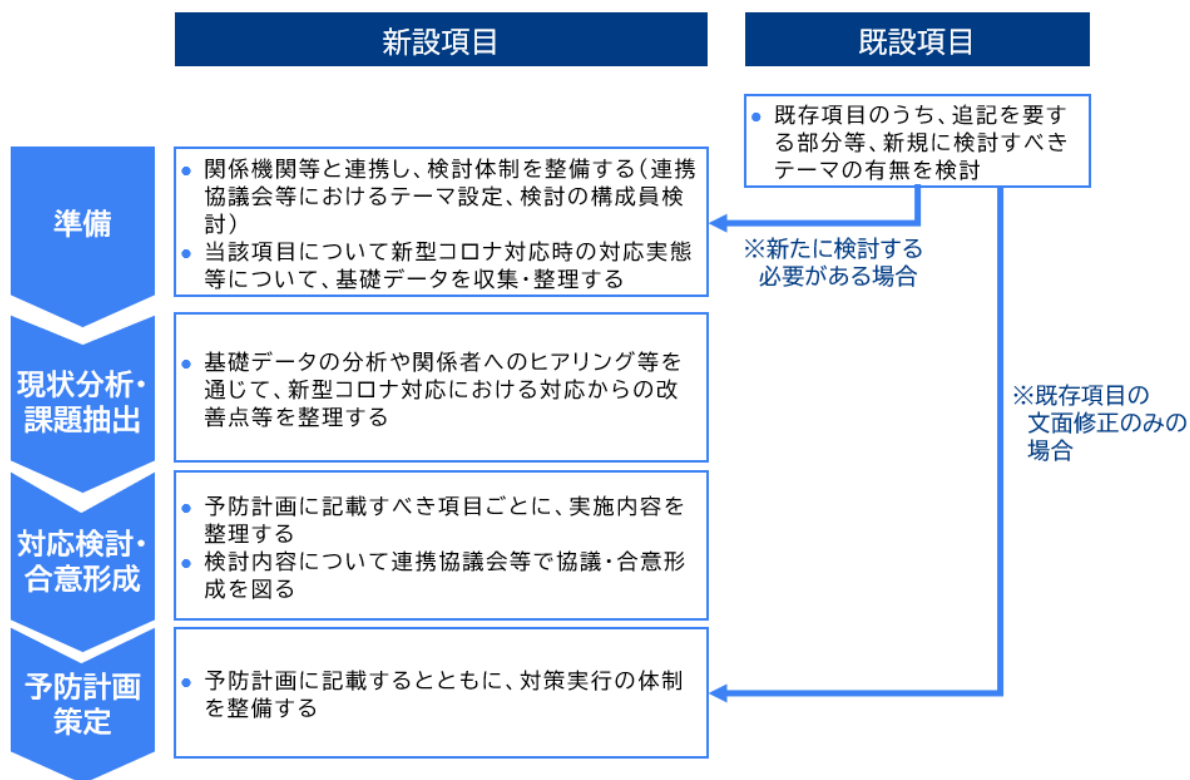 新設項目
既設項目
● 既存項目のうち、追記を要す
る部分等、新規に検討すべき
テーマの有無を検討
準備
● 関係機関等と連携し、検討体制を整備する（連携
協議会等におけるテーマ設定、検討の構成員検
討）
● 当該項目について新型コロナ対応時の対応実態
等について、基礎データを収集・整理する
※新たに検討する
必要がある場合
現状分析・
課題抽出
● 基礎データの分析や関係者へのヒアリング等を
通じて、新型コロナ対応における対応からの改
善点等を整理する
※既存項目の
文面修正のみの
場合
対応検討・
合意形成
● 予防計画に記載すべき項目ごとに、実施内容を
整理する
● 検討内容について連携協議会等で協議・合意形
成を図る
予防計画
策定
● 予防計画に記載するとともに、対策実行の体制
を整備する